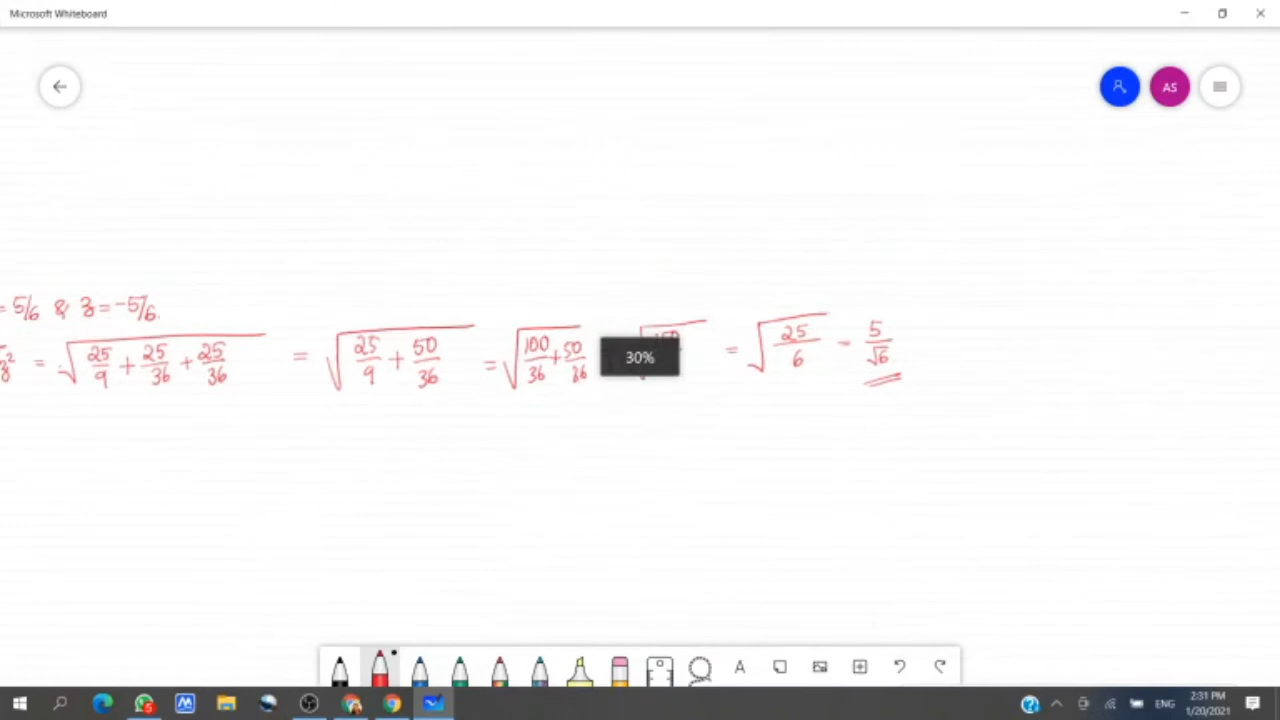 Microsoft Whiteboard
AS
= 5/6 & z = -5/6.
z² = √(25/9 + 25/36 + 25/36) = √(25/9 + 50/36) = √(100/36 + 50/36) = √(25/6) = 5/√6
30%
A
5
ENG
2:31 PM
1/20/2021